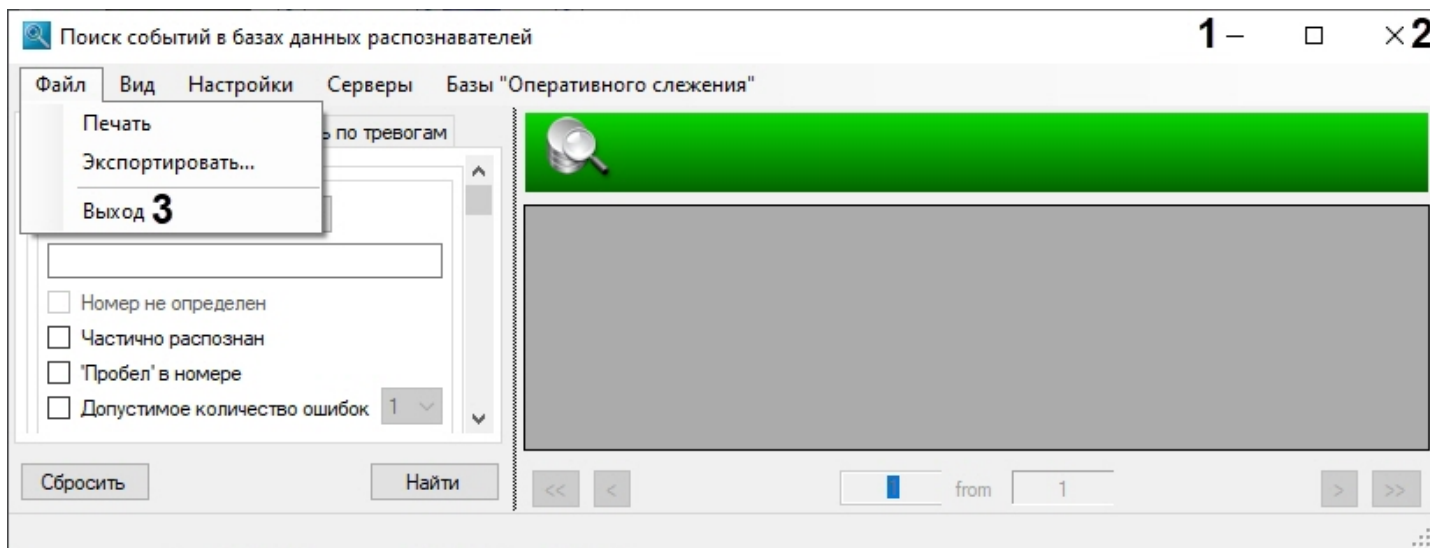 Поиск событий в базах данных распознавателей 1 2
Файл Вид Настройки Серверы Базы "Оперативного слежения"
Печать
по тревогам
Экспортировать...
Выход 3
Номер не определен
Частично распознан
'Пробел' в номере
Допустимое количество ошибок 1
Сбросить Найти << < 1 from 1 > >>